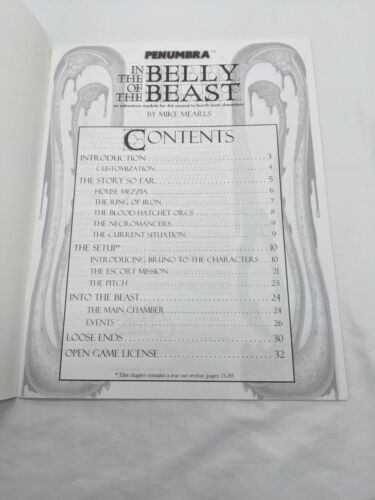 PENUMBRA™
IN THE BELLY
OF THE BEAST
an adventure module for 4-6 second to fourth level characters
BY MIKE MEARLS
CONTENTS
INTRODUCTION . . . . . . . . . . . . . . . . . . . . 3
CUSTOMIZATION . . . . . . . . . . . . . . . . . . . . 4
THE STORY SO FAR . . . . . . . . . . . . . . . . . . . . 5
HOUSE MEZZIA . . . . . . . . . . . . . . . . . . . . 6
THE RING OF IRON . . . . . . . . . . . . . . . . . . . . 7
THE BLOOD HATCHET ORCS . . . . . . . . . . . . . . . 8
THE NECROMANCERS . . . . . . . . . . . . . . . . . . 9
THE CURRENT SITUATION . . . . . . . . . . . . . . . . 9
THE SETUP* . . . . . . . . . . . . . . . . . . . . 10
INTRODUCING BRUNO TO THE CHARACTERS . . . 10
THE ESCORT MISSION . . . . . . . . . . . . . . . . . 21
THE PITCH . . . . . . . . . . . . . . . . . . . . 23
INTO THE BEAST . . . . . . . . . . . . . . . . . . . . 24
THE MAIN CHAMBER . . . . . . . . . . . . . . . . . . 24
EVENTS . . . . . . . . . . . . . . . . . . . . 26
LOOSE ENDS . . . . . . . . . . . . . . . . . . . . 30
OPEN GAME LICENSE . . . . . . . . . . . . . . . . . . 32
* This chapter contains a tear out section (pages 13-20)